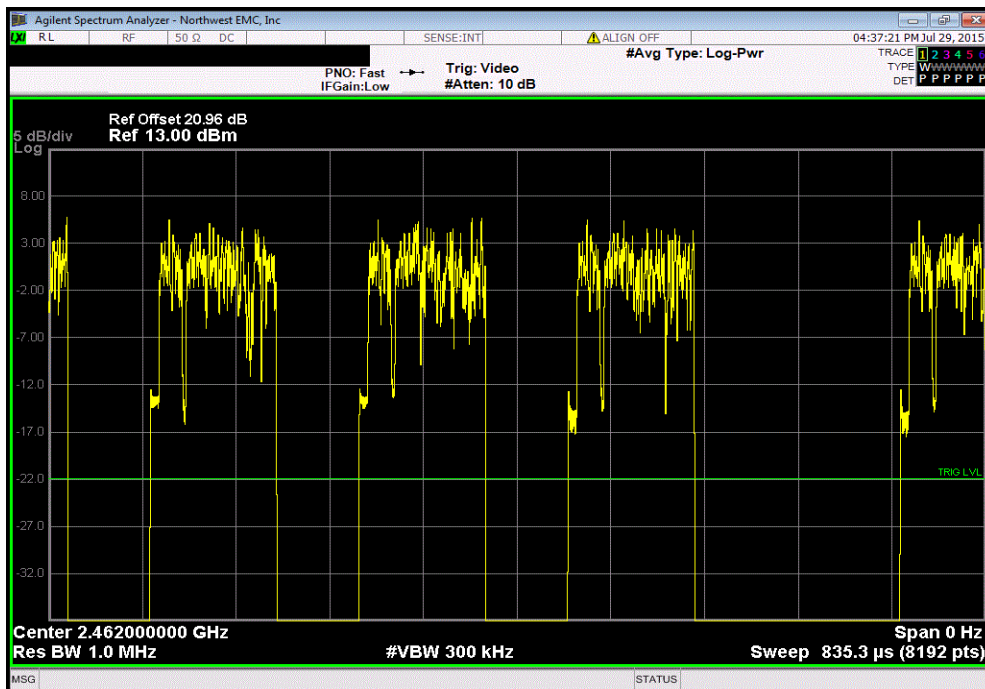 Agilent Spectrum Analyzer - Northwest EMC, Inc
LXI RL RF 50 Ω DC SENSE:INT ALIGN OFF 04:37:21 PM Jul 29, 2015
#Avg Type: Log-Pwr TRACE 1 2 3 4 5 6
PNO: Fast Trig: Video TYPE WWWWWW
IFGain:Low #Atten: 10 dB DET P P P P P P
Ref Offset 20.96 dB
5 dB/div Ref 13.00 dBm
Log
8.00
3.00
-2.00
-7.00
-12.0
-17.0
TRIG LVL
-22.0
-27.0
-32.0
Center 2.462000000 GHz Span 0 Hz
Res BW 1.0 MHz #VBW 300 kHz Sweep 835.3 µs (8192 pts)
MSG STATUS